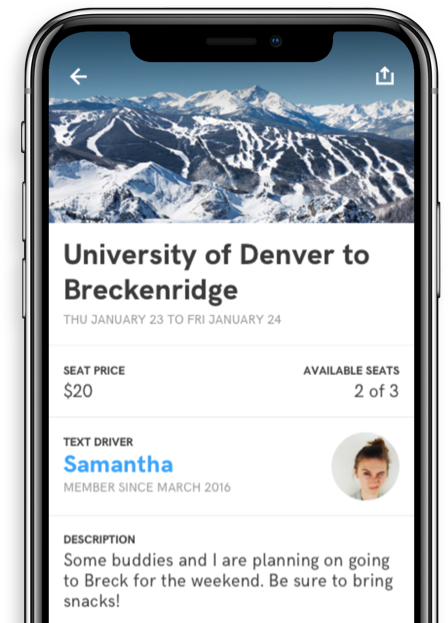 University of Denver to
Breckenridge
THU JANUARY 23 TO FRI JANUARY 24
SEAT PRICE
$20
AVAILABLE SEATS
2 of 3
TEXT DRIVER
Samantha
MEMBER SINCE MARCH 2016
DESCRIPTION
Some buddies and I are planning on going
to Breck for the weekend. Be sure to bring
snacks!